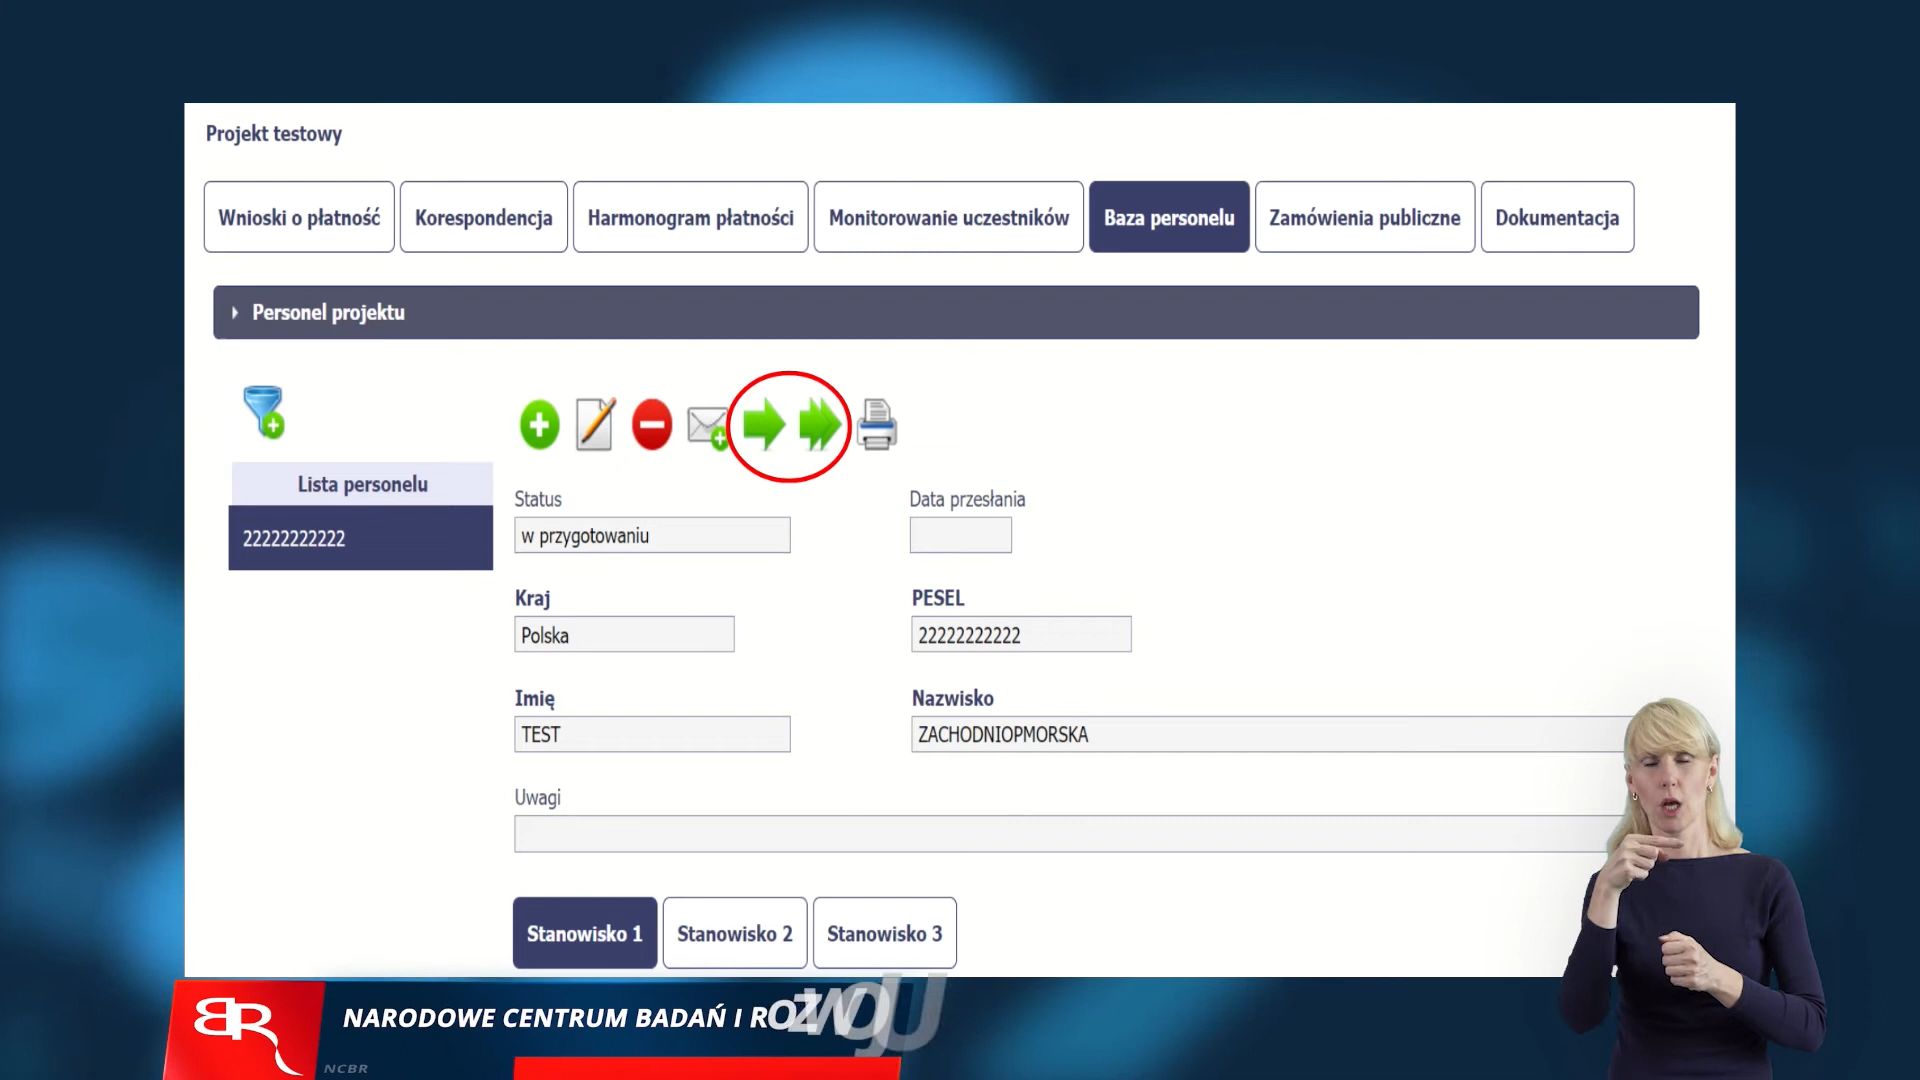 Projekt testowy
Wnioski o płatność Korespondencja Harmonogram płatności Monitorowanie uczestników Baza personelu Zamówienia publiczne Dokumentacja
Personel projektu
Lista personelu
22222222222
Status Data przesłania
w przygotowaniu
Kraj PESEL
Polska 22222222222
Imię Nazwisko
TEST ZACHODNIOPMORSKA
Uwagi
Stanowisko 1 Stanowisko 2 Stanowisko 3
BR NARODOWE CENTRUM BADAŃ I ROZWOJU
NCBR